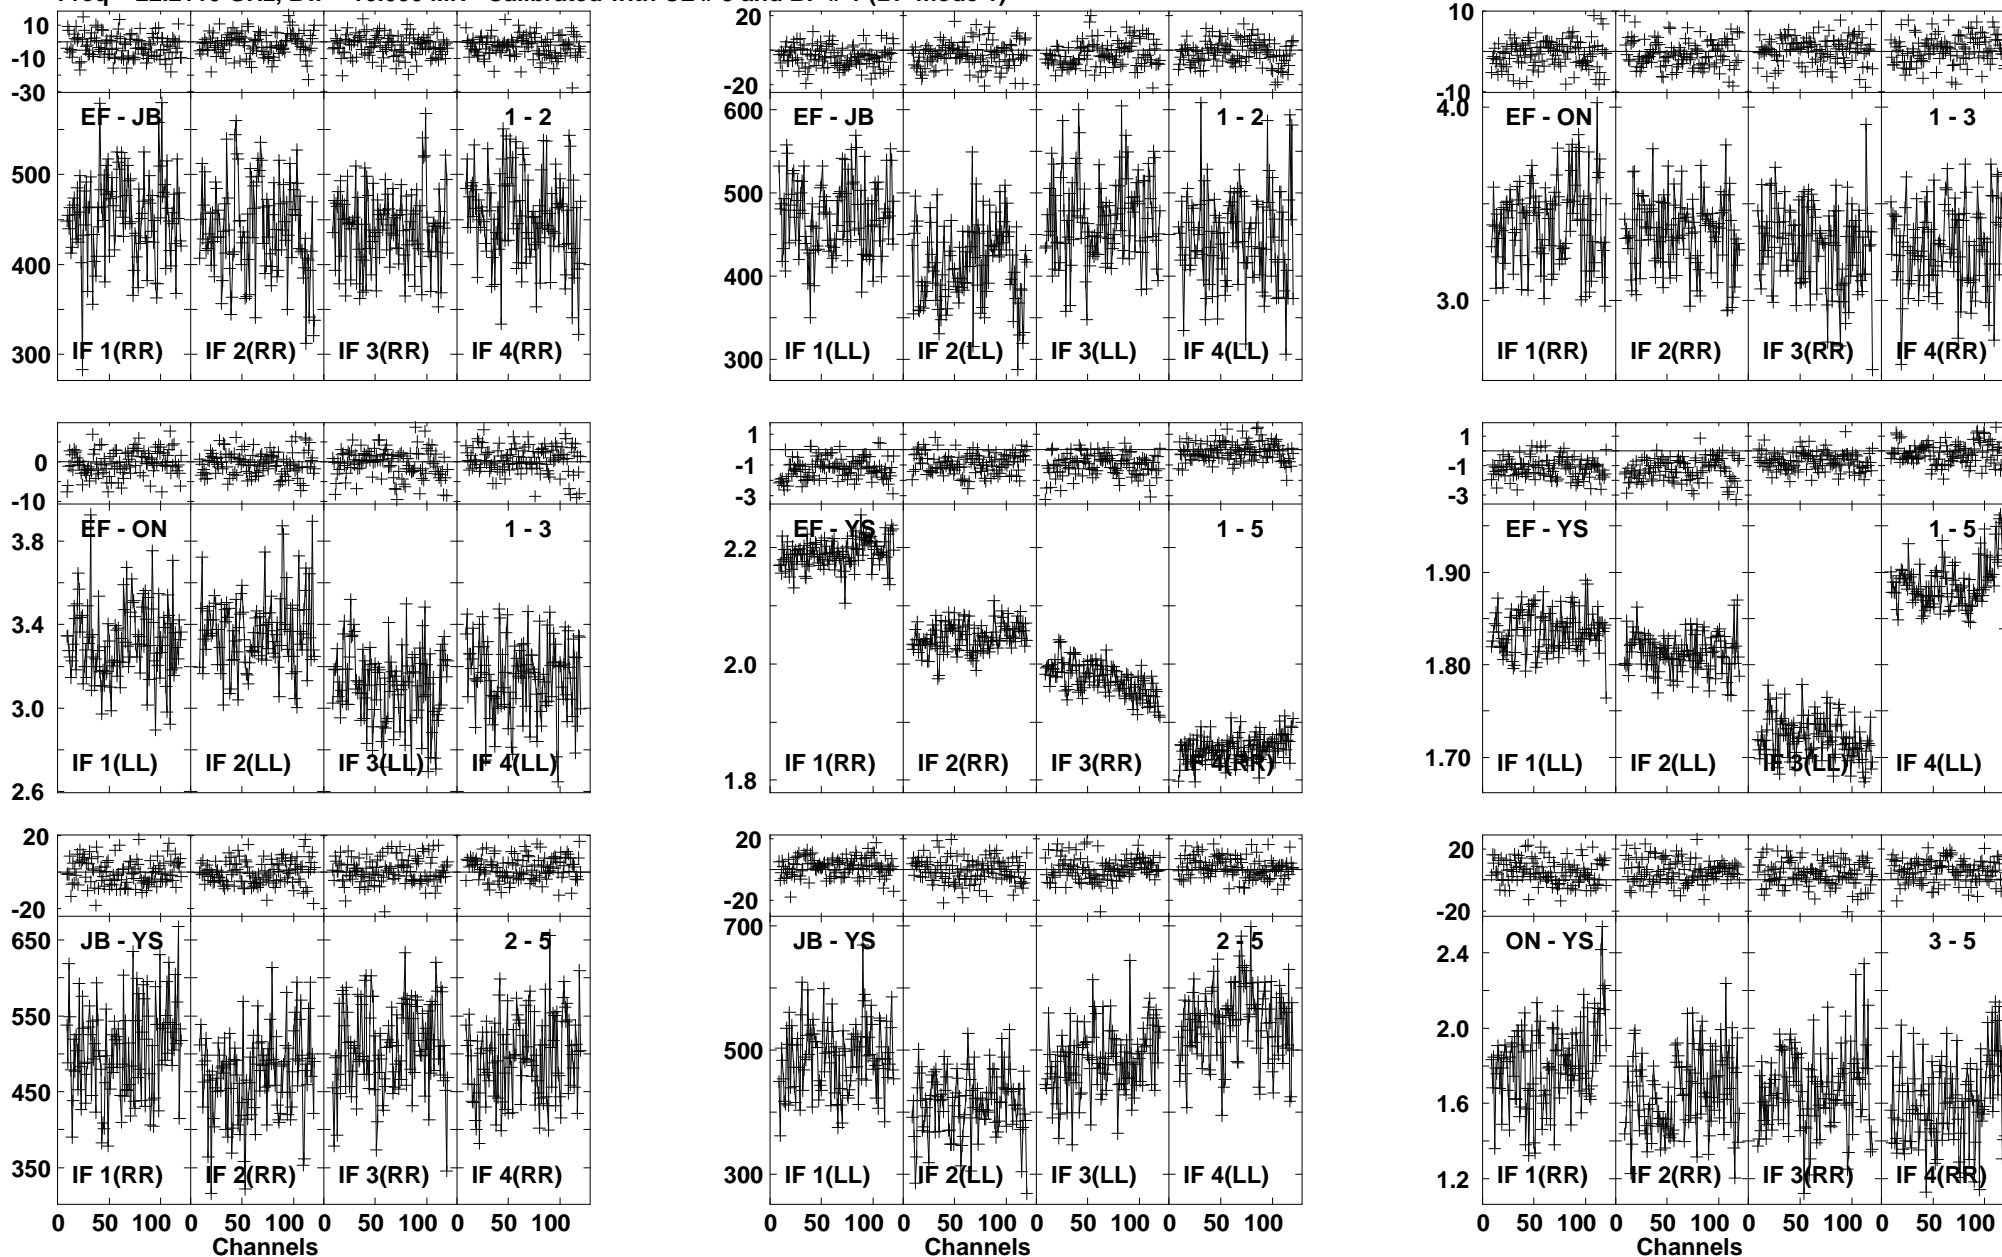 10
-10
-30
EF - JB
1 - 2
500
400
300
IF 1(RR) IF 2(RR) IF 3(RR) IF 4(RR)
20
-20
600
EF - JB
1 - 2
500
400
300
IF 1(LL) IF 2(LL) IF 3(LL) IF 4(LL)
10
-10
4.0
EF - ON
1 - 3
3.0
IF 1(RR) IF 2(RR) IF 3(RR) IF 4(RR)
0
-10
EF - ON
1 - 3
3.8
3.4
3.0
2.6
IF 1(LL) IF 2(LL) IF 3(LL) IF 4(LL)
1
-1
-3
EF - YS
1 - 5
2.2
2.0
1.8
IF 1(RR) IF 2(RR) IF 3(RR) IF 4(RR)
1
-1
-3
EF - YS
1 - 5
1.90
1.80
1.70
IF 1(LL) IF 2(LL) IF 3(LL) IF 4(LL)
20
-20
JB - YS
2 - 5
650
550
450
350
IF 1(RR) IF 2(RR) IF 3(RR) IF 4(RR)
0 50 100 0 50 100 0 50 100 0 50 100
Channels
20
0
-20
700
JB - YS
2 - 5
500
300
IF 1(LL) IF 2(LL) IF 3(LL) IF 4(LL)
0 50 100 0 50 100 0 50 100 0 50 100
Channels
20
-20
ON - YS
3 - 5
2.4
2.0
1.6
1.2
IF 1(RR) IF 2(RR) IF 3(RR) IF 4(RR)
0 50 100 0 50 100 0 50 100 0 50 100
Channels